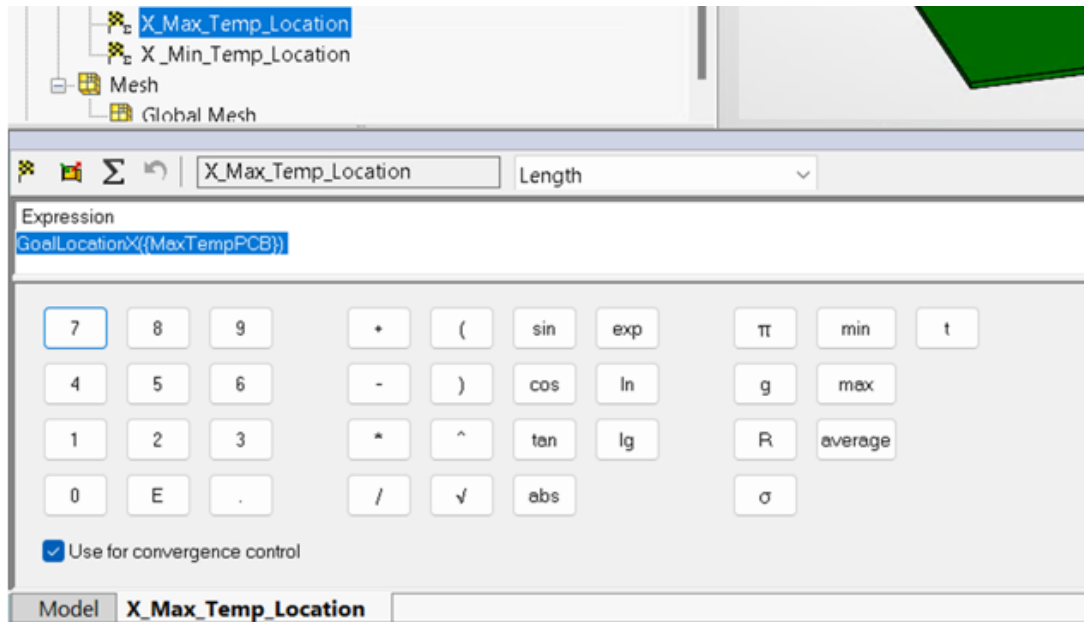 X_Max_Temp_Location
X _Min_Temp_Location
Mesh
Global Mesh
Σ X_Max_Temp_Location Length
Expression
GoalLocationX({MaxTempPCB})
7 8 9 + ( sin exp π min t
4 5 6 - ) cos ln g max
1 2 3 * ^ tan lg R average
0 E . / √ abs σ
Use for convergence control
Model X_Max_Temp_Location